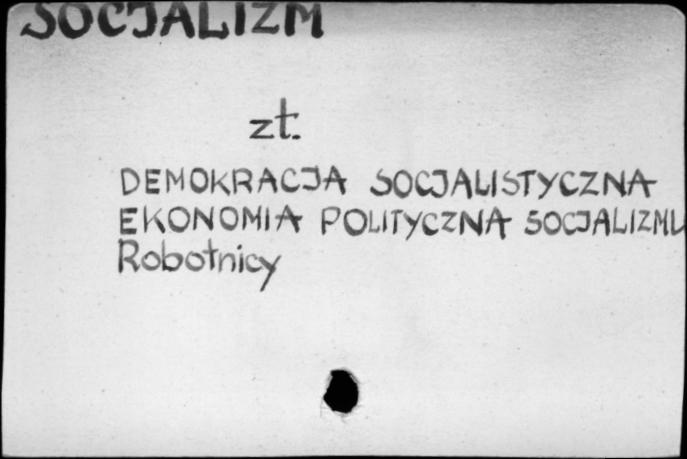 SOCJALIZM
zt.
DEMOKRACJA SOCJALISTYCZNA
EKONOMIA POLITYCZNA SOCJALIZMU
Robotnicy